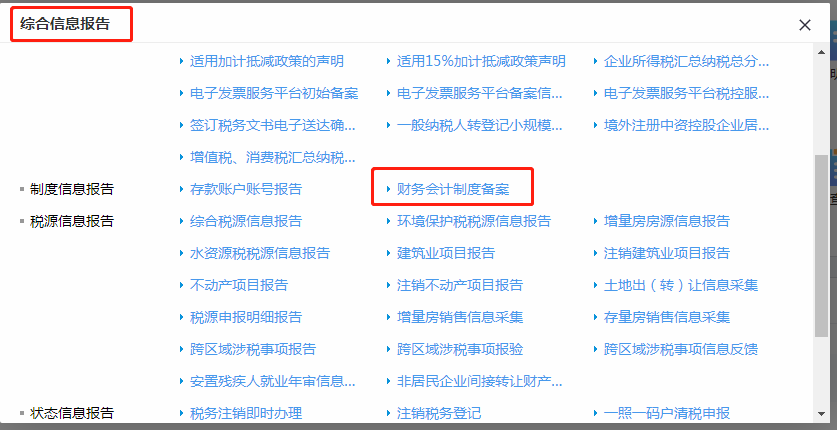 综合信息报告
适用加计抵减政策的声明 适用15%加计抵减政策声明 企业所得税汇总纳税总分...
电子发票服务平台初始备案 电子发票服务平台备案信... 电子发票服务平台税控服...
签订税务文书电子送达确... 一般纳税人转登记小规模... 境外注册中资控股企业居...
增值税、消费税汇总纳税...
制度信息报告 存款账户账号报告 财务会计制度备案
税源信息报告 综合税源信息报告 环境保护税税源信息报告 增量房房源信息报告
水资源税税源信息报告 建筑业项目报告 注销建筑业项目报告
不动产项目报告 注销不动产项目报告 土地出（转）让信息采集
税源申报明细报告 增量房销售信息采集 存量房销售信息采集
跨区域涉税事项报告 跨区域涉税事项报验 跨区域涉税事项信息反馈
安置残疾人就业年审信息... 非居民企业间接转让财产...
状态信息报告 税务注销即时办理 注销税务登记 一照一码户清税申报